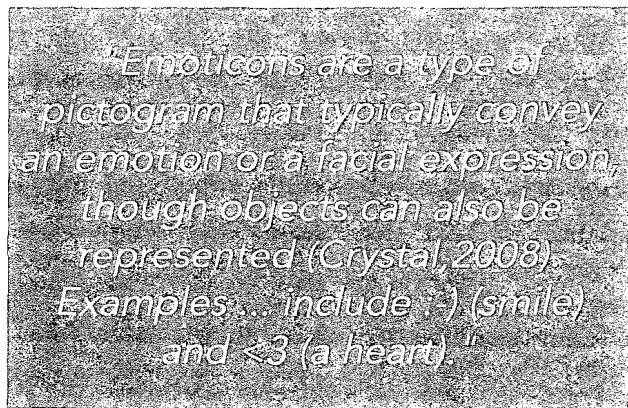 "Emoticons are a type of
pictogram that typically convey
an emotion or a facial expression,
though objects can also be
represented (Crystal,2008).
Examples ... include :-) (smile)
and <3 (a heart)."